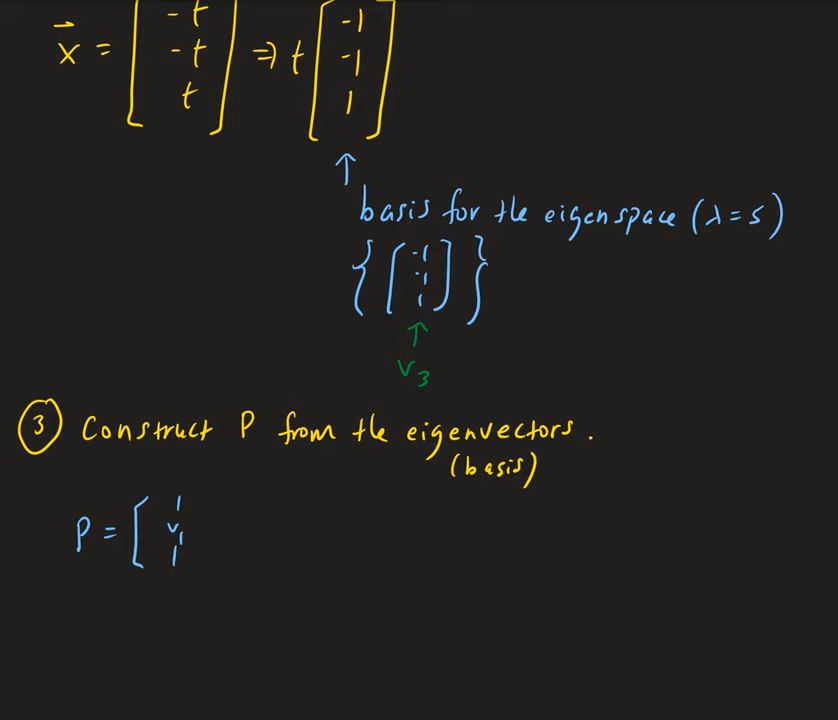 x⃗ = [ -t -t t ] ⇒ t [ -1 -1 1 ]
↑
basis for the eigenspace (λ = 5)
{ [ -1 -1 1 ] }
↑
v3
③ Construct P from the eigenvectors.
(basis)
P = [ | v1 |